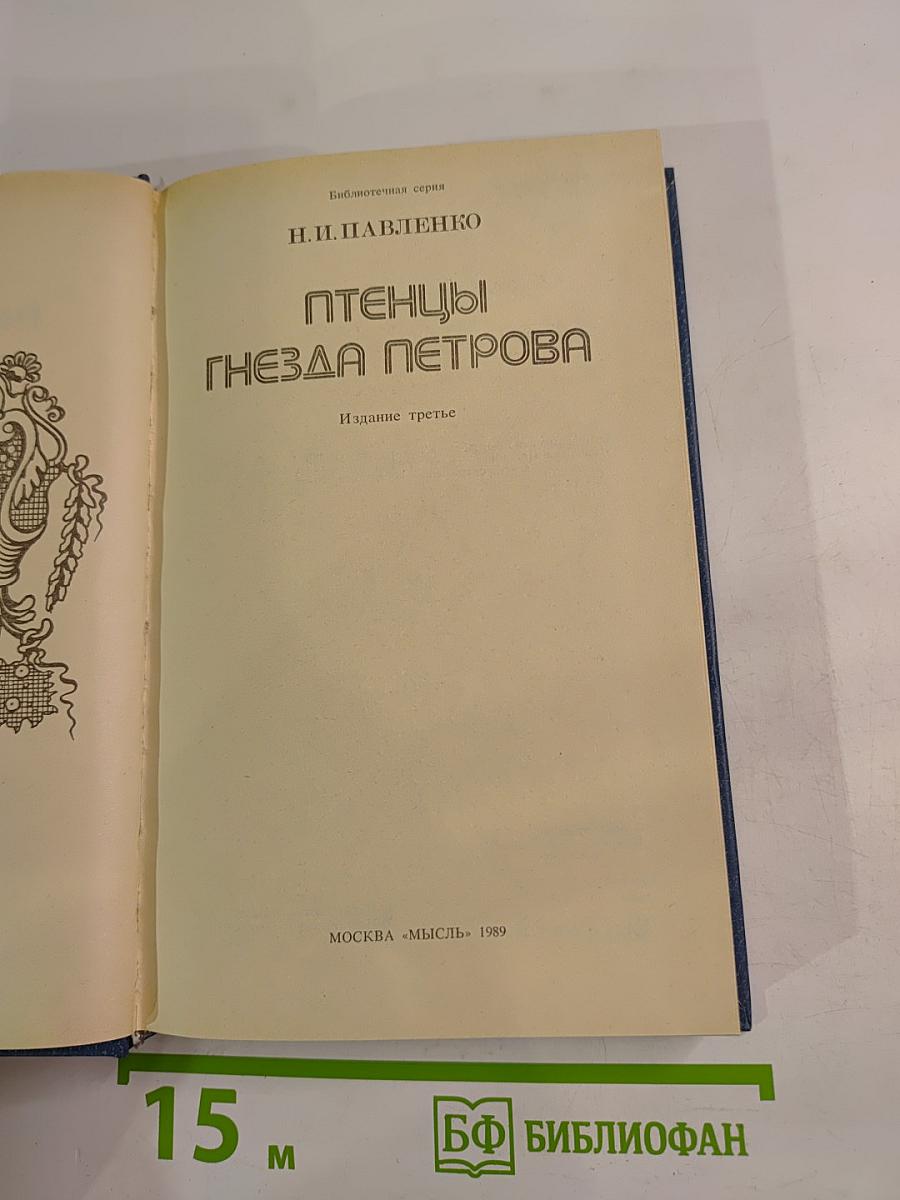 Библиотечная серия
Н. И. ПАВЛЕНКО
ПТЕНЦЫ
ГНЕЗДА ПЕТРОВА
Издание третье
МОСКВА «МЫСЛЬ» 1989
15 м
БФ БИБЛИОФАН